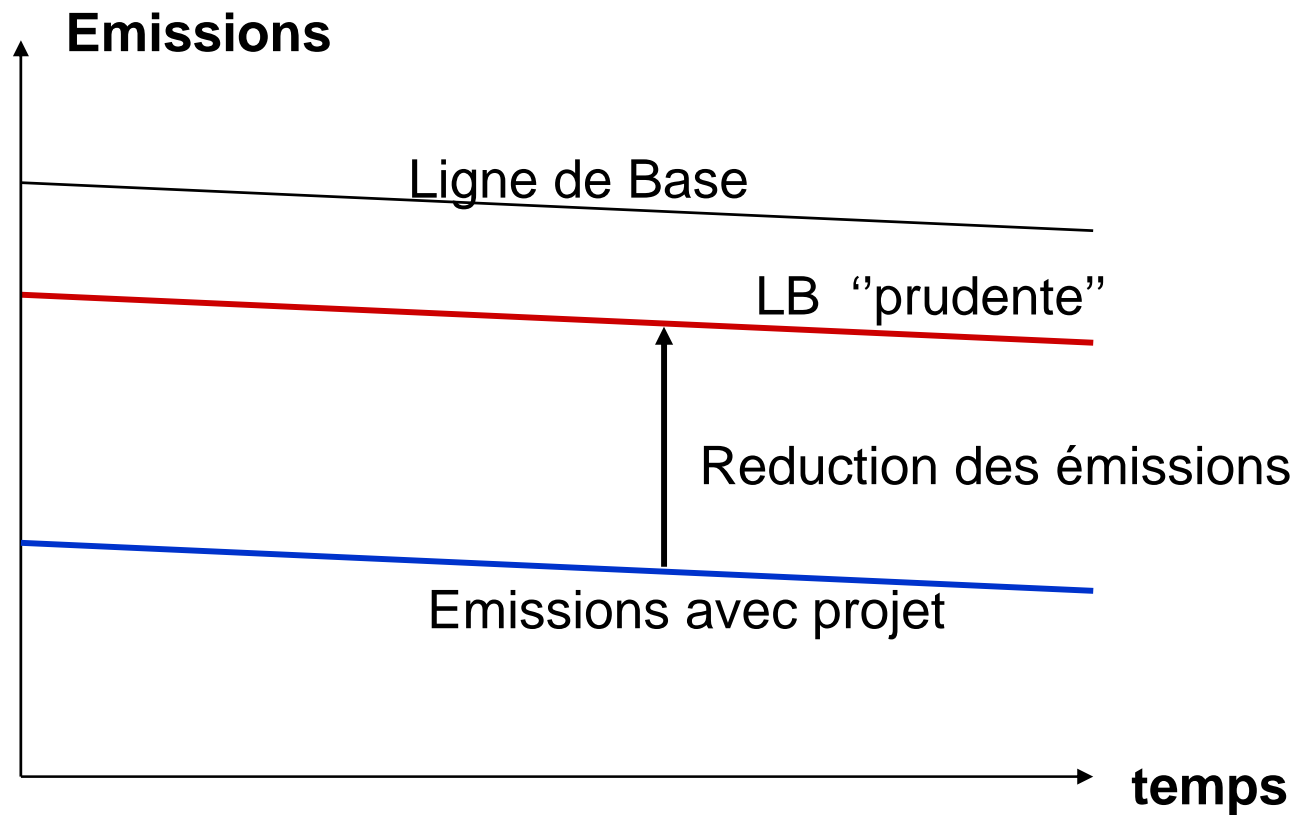 Emissions
Ligne de Base
LB ‘’prudente’’
Reduction des émissions
Emissions avec projet
temps